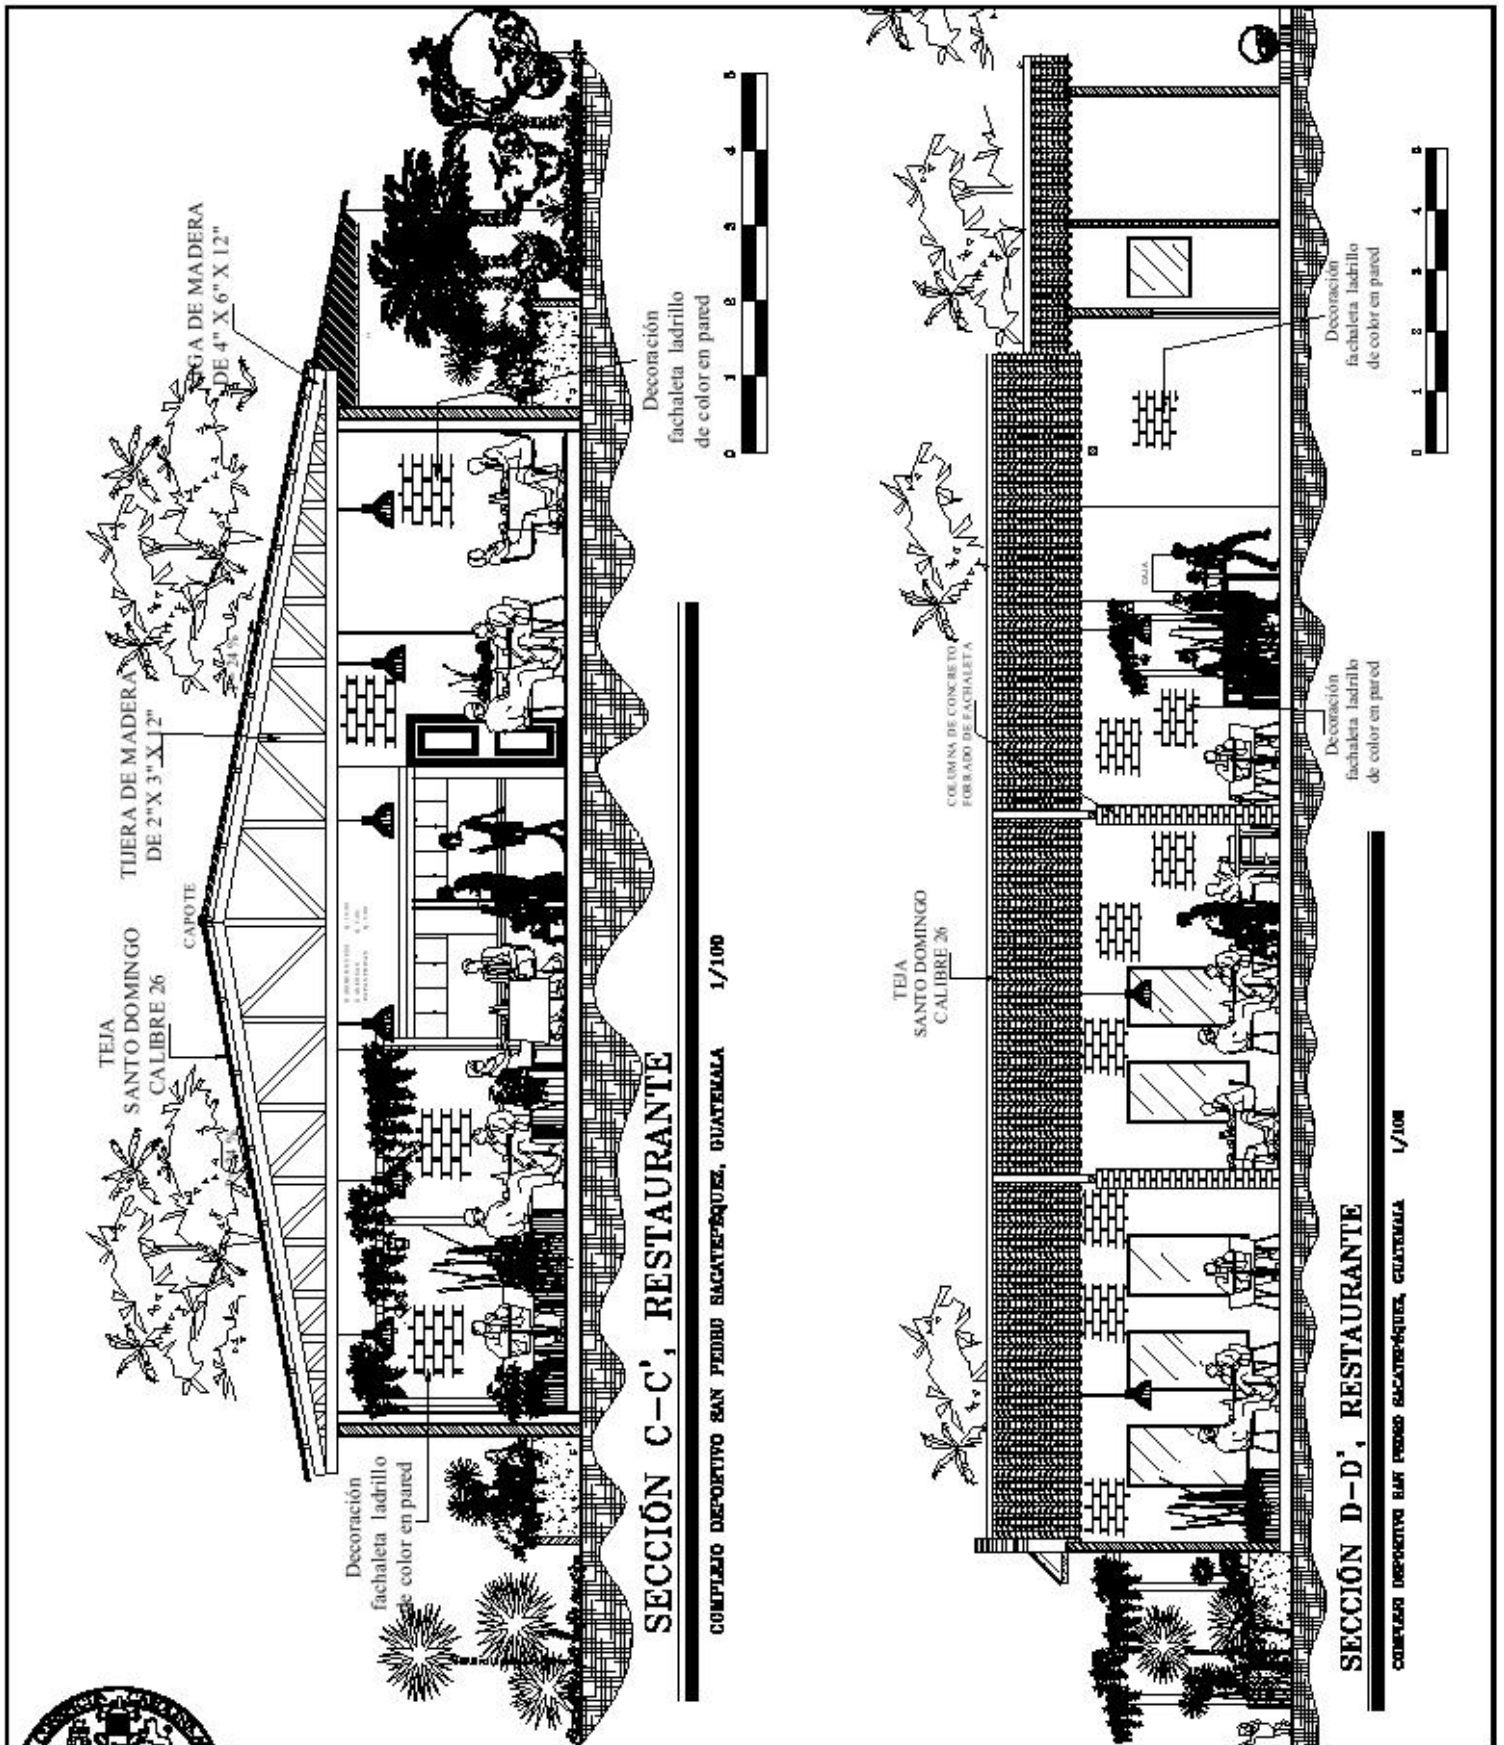 TEJA
SANTO DOMINGO
CALIBRE 26
CAPOTE
TIJERA DE MADERA
DE 2"X 3" X 12"
24 %
DE MADERA
DE 4" X 6" X 12"
Decoración
fachaleta ladrillo
de color en pared
Decoración
fachaleta ladrillo
de color en pared
0 1 2 3 4 5
SECCIÓN C-C', RESTAURANTE
COMPLEJO DEPORTIVO SAN PEDRO SACATEPÉQUEZ, GUATEMALA 1/100
TEJA
SANTO DOMINGO
CALIBRE 26
COLUMNA DE CONCRETO
FORRADO DE FACHALETA
CAJA
Decoración
fachaleta ladrillo
de color en pared
Decoración
fachaleta ladrillo
de color en pared
0 1 2 3 4 5
SECCIÓN D-D', RESTAURANTE
COMPLEJO DEPORTIVO SAN PEDRO SACATEPÉQUEZ, GUATEMALA 1/100